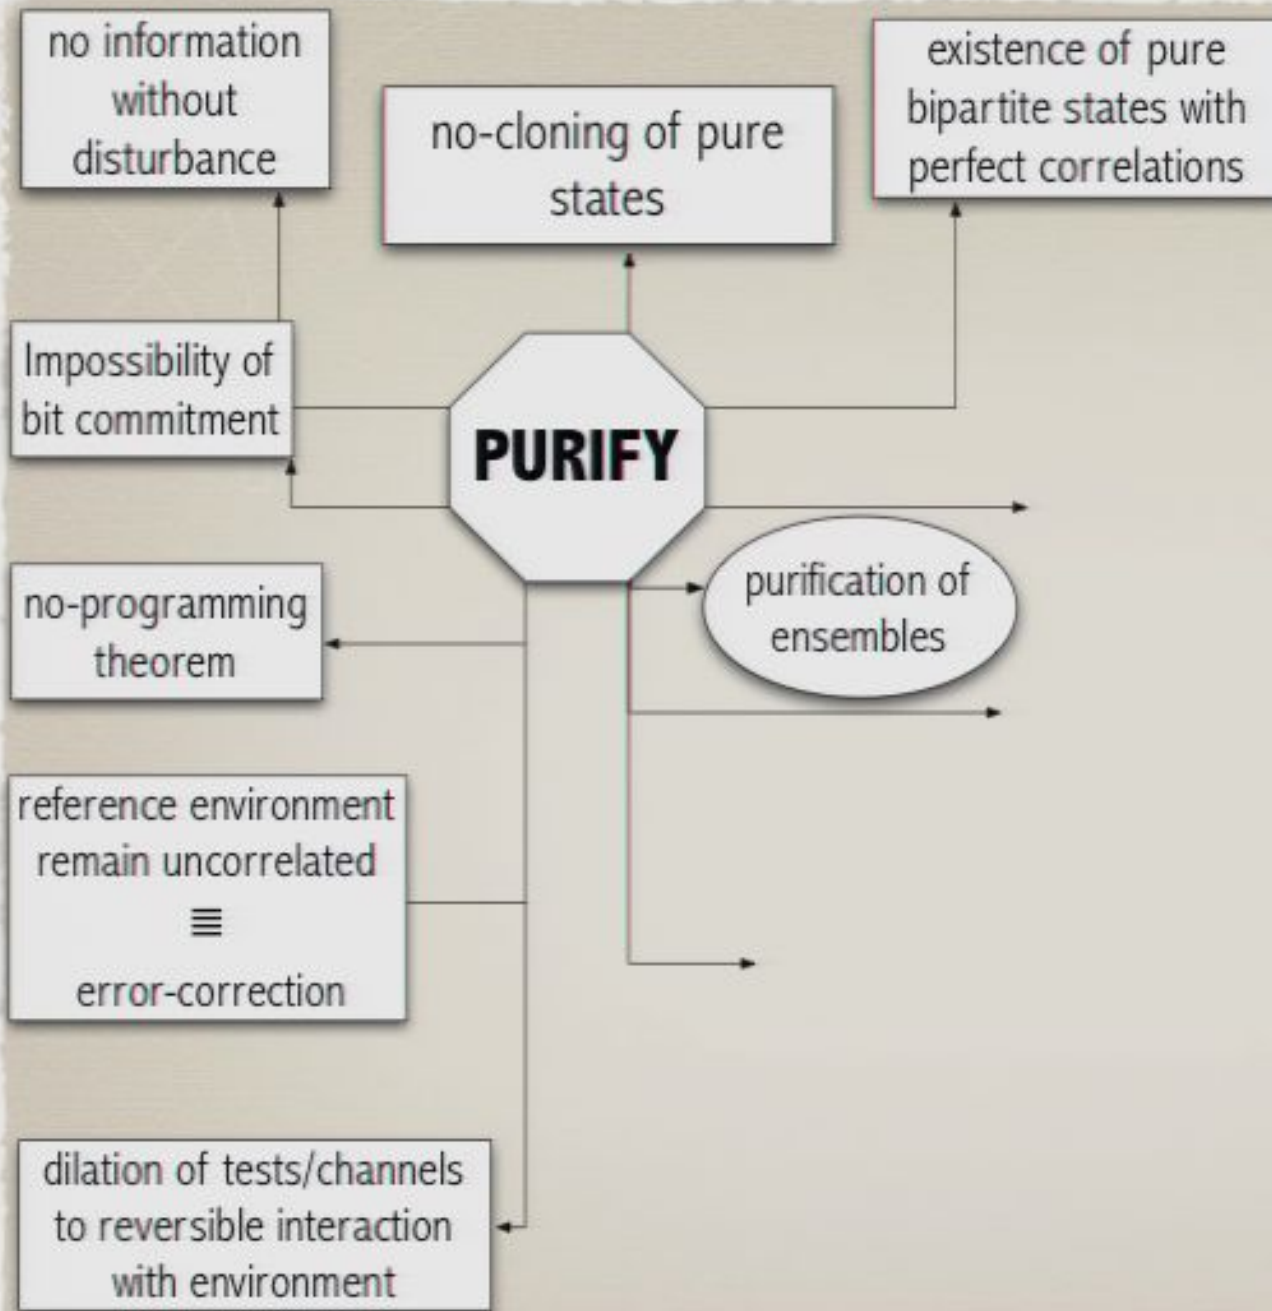 no information
without
disturbance
no-cloning of pure
states
existence of pure
bipartite states with
perfect correlations
Impossibility of
bit commitment
PURIFY
no-programming
theorem
purification of
ensembles
reference environment
remain uncorrelated
≣
error-correction
dilation of tests/channels
to reversible interaction
with environment